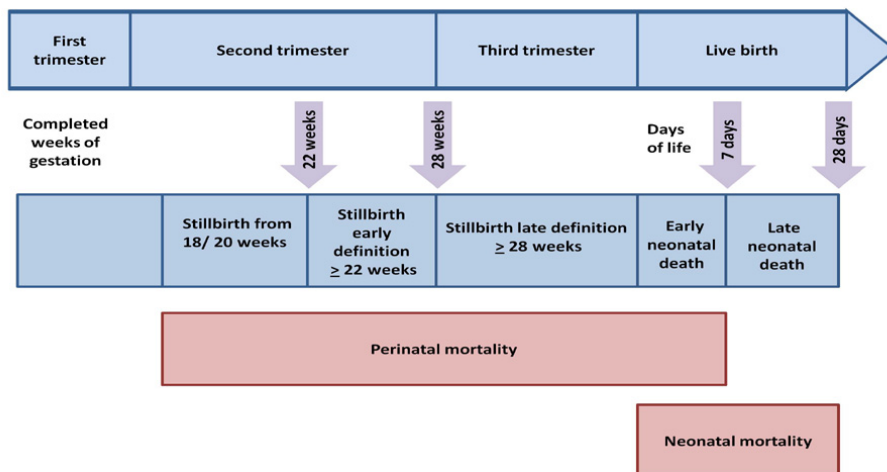 First
trimester
Second trimester
Third trimester
Live birth
Completed
weeks of
gestation
22 weeks
28 weeks
Days
of life
7 days
28 days
Stillbirth from
18/ 20 weeks
Stillbirth
early
definition
≥ 22 weeks
Stillbirth late definition
≥ 28 weeks
Early
neonatal
death
Late
neonatal
death
Perinatal mortality
Neonatal mortality